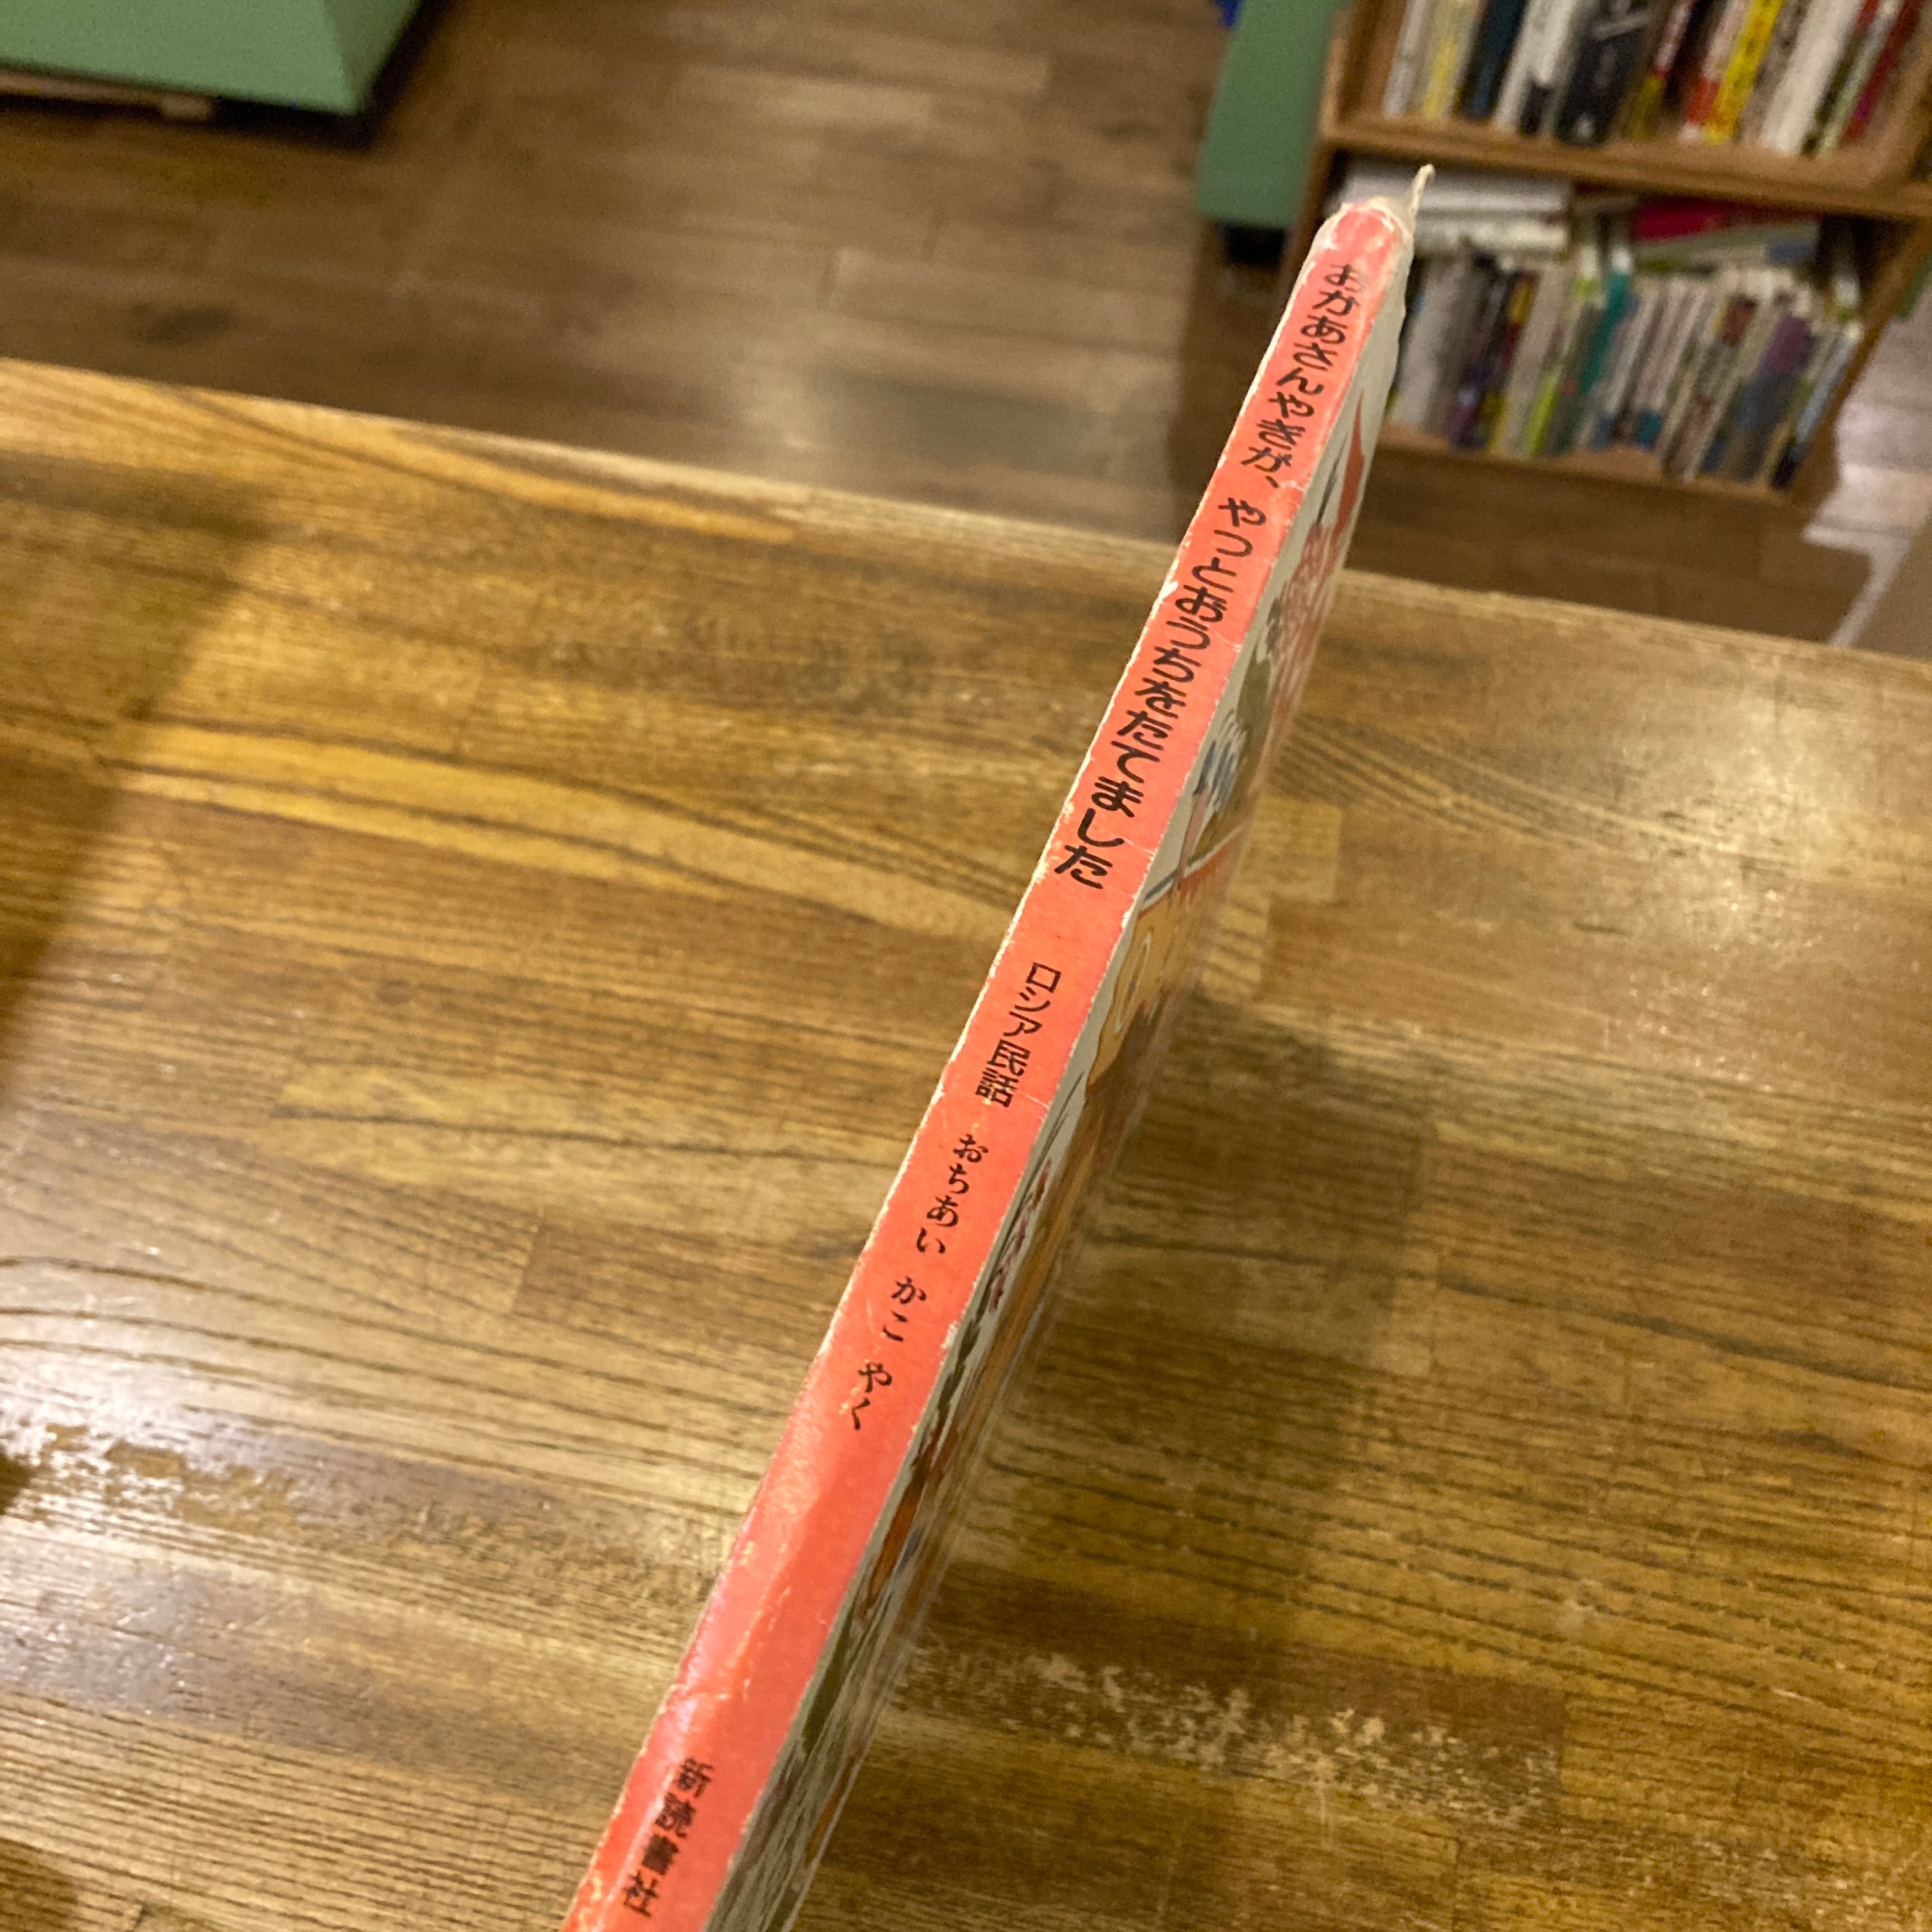 おかあさんやぎが、やっとおうちをたてました
ロシア民話
おちあい かこ やく
新読書社